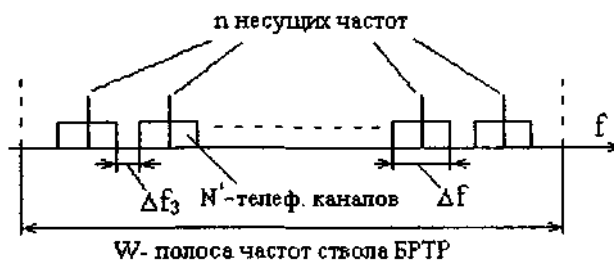 n несущих частот
f
Δf₃ N'-телеф. каналов Δf
W- полоса частот ствола БРТР